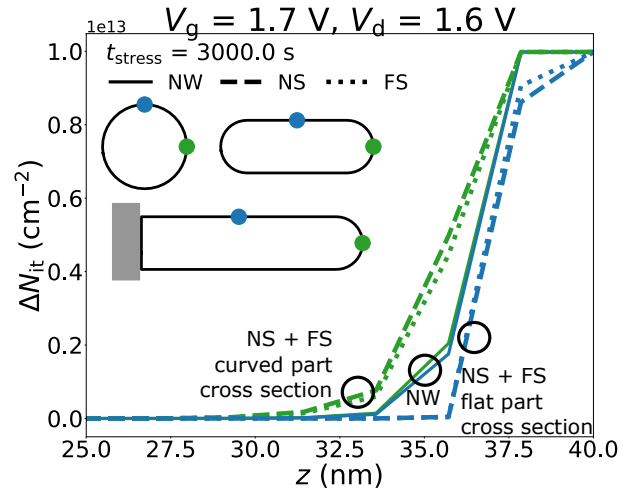 V_g = 1.7 V, V_d = 1.6 V
1e13
t_stress = 3000.0 s
NW NS FS
1.0
0.8
0.6
0.4
0.2
0.0
ΔN_it (cm⁻²)
NS + FS
curved part
cross section
NW
NS + FS
flat part
cross section
25.0 27.5 30.0 32.5 35.0 37.5 40.0
z (nm)